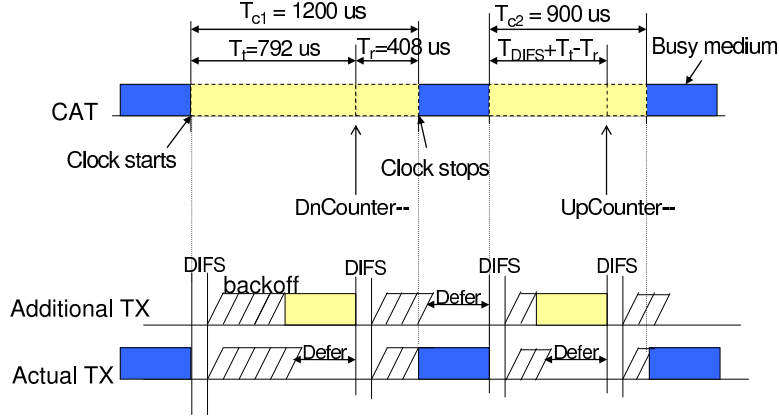 T_c1 = 1200 us
T_c2 = 900 us
T_t=792 us
T_r=408 us
T_DIFS+T_t-T_r
Busy medium
CAT
Clock starts
Clock stops
DnCounter--
UpCounter--
DIFS
DIFS
DIFS
DIFS
backoff
Additional TX
Defer
Actual TX
Defer
Defer